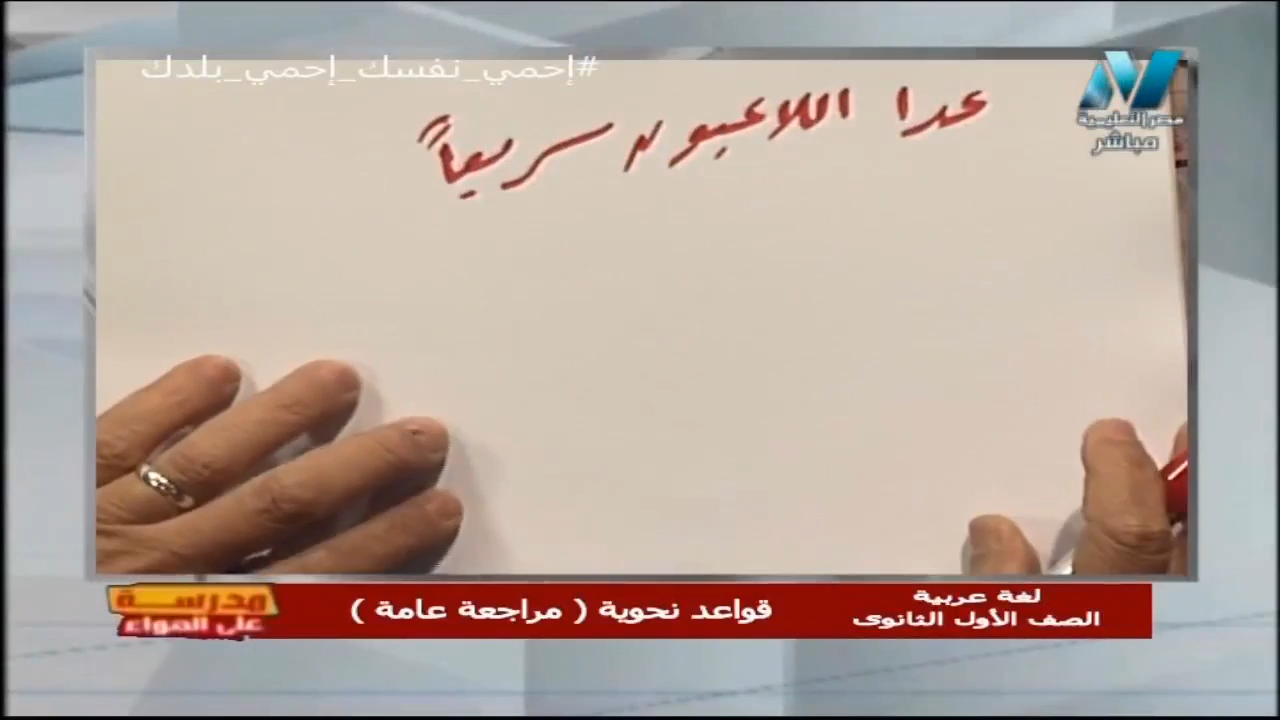 #إحمي_نفسك_إحمي_بلدك
مصر التعليمية
مباشر
عدا اللاعبون سريعاً
لغة عربية
الصف الأول الثانوى
قواعد نحوية ( مراجعة عامة )
مدرسة
على الهواء